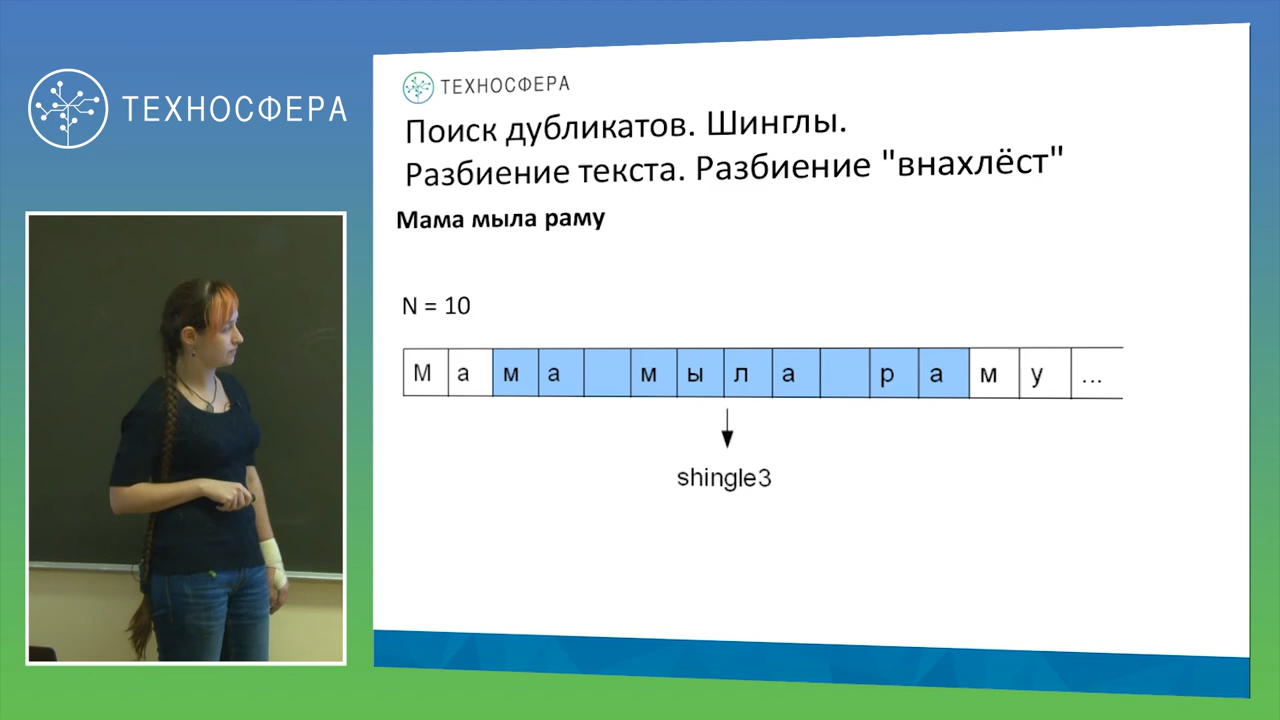 ТЕХНОСФЕРА
ТЕХНОСФЕРА
Поиск дубликатов. Шинглы.
Разбиение текста. Разбиение "внахлёст"
Мама мыла раму
N = 10
М а м а м ы л а р а м у ...
shingle3